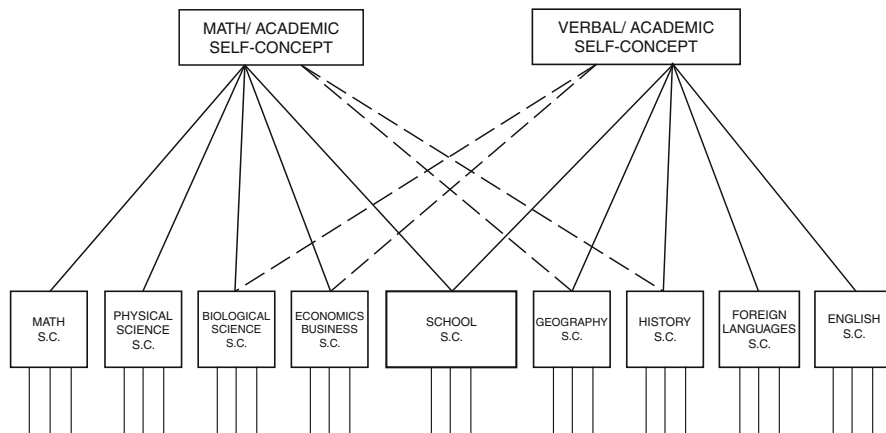 MATH/ ACADEMIC
SELF-CONCEPT
VERBAL/ ACADEMIC
SELF-CONCEPT
MATH
S.C.
PHYSICAL
SCIENCE
S.C.
BIOLOGICAL
SCIENCE
S.C.
ECONOMICS
BUSINESS
S.C.
SCHOOL
S.C.
GEOGRAPHY
S.C.
HISTORY
S.C.
FOREIGN
LANGUAGES
S.C.
ENGLISH
S.C.